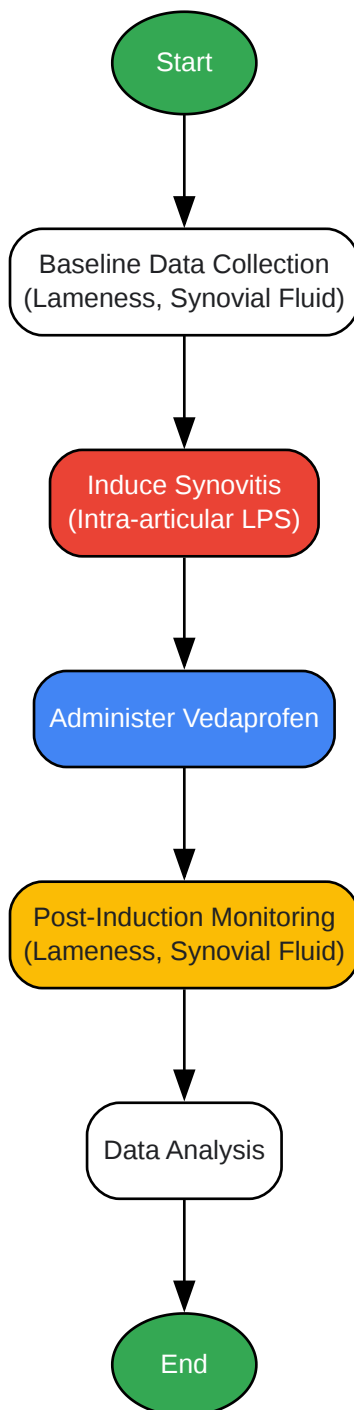 Start
Baseline Data Collection
(Lameness, Synovial Fluid)
Induce Synovitis
(Intra-articular LPS)
Administer Vedaprofen
Post-Induction Monitoring
(Lameness, Synovial Fluid)
Data Analysis
End